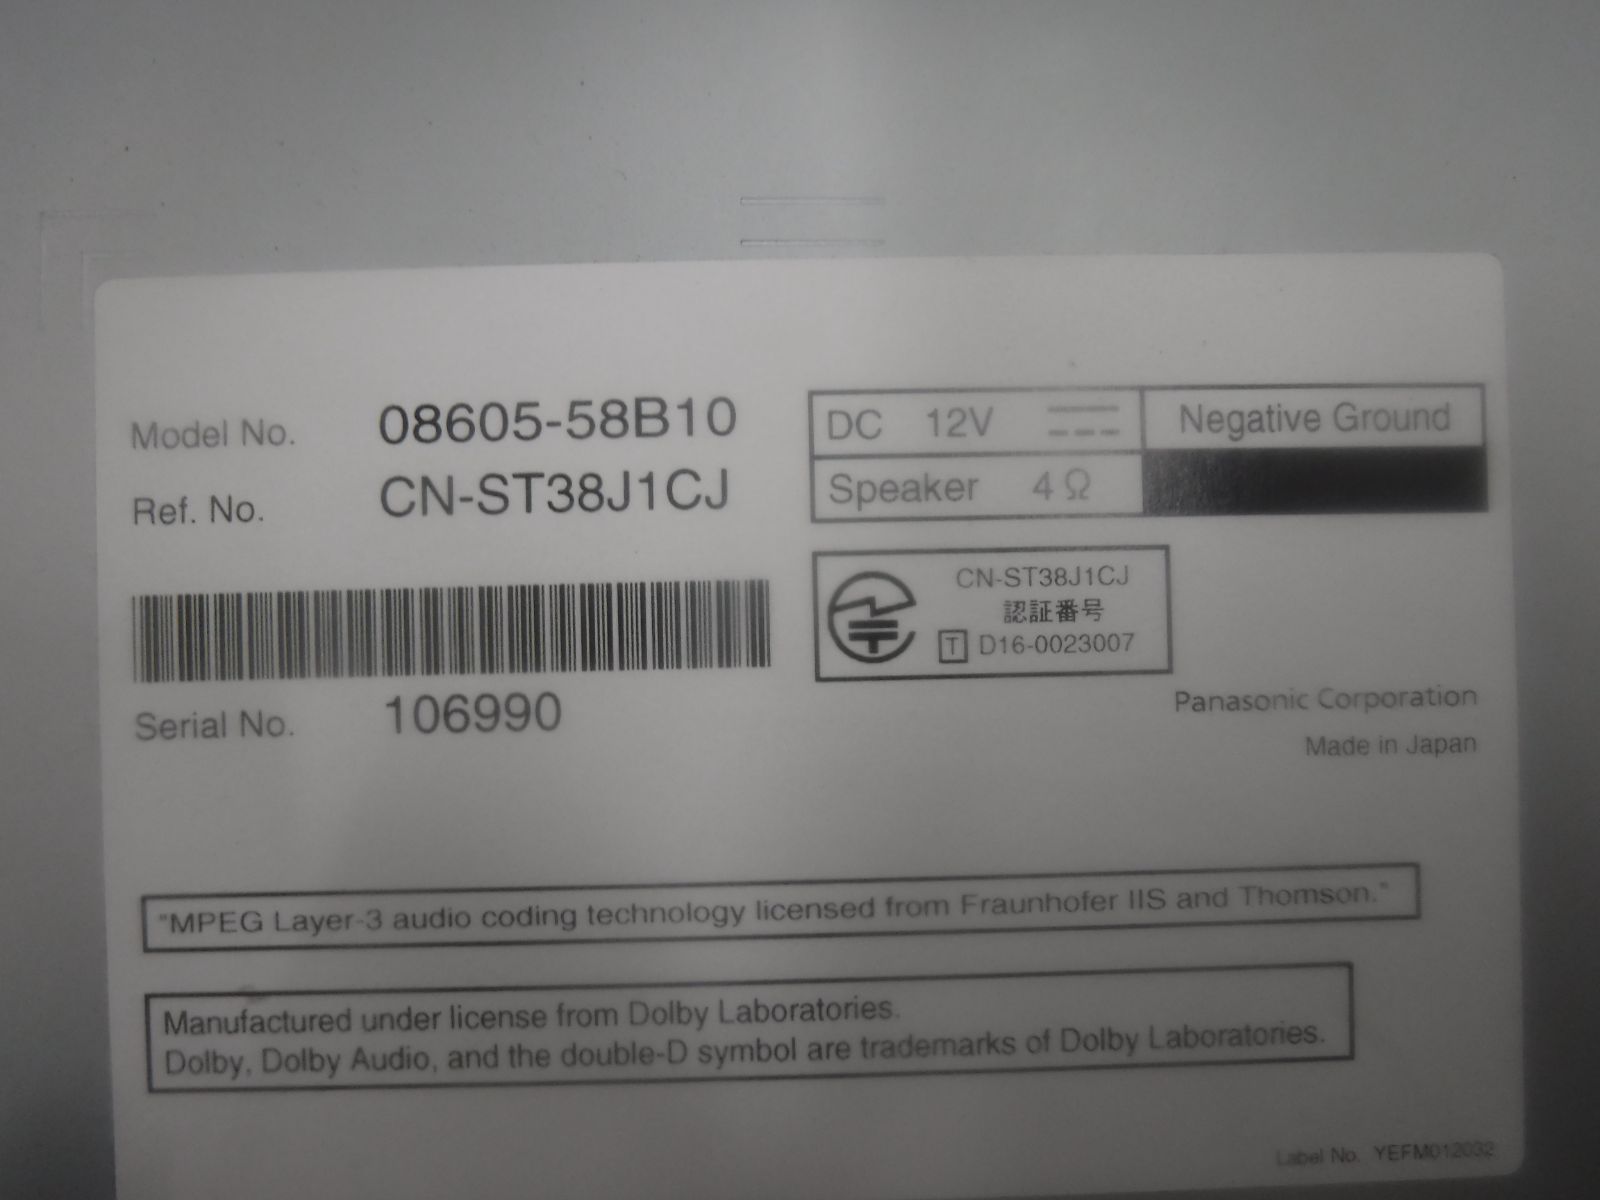 Model No. 08605-58B10
Ref. No. CN-ST38J1CJ
DC 12V Negative Ground
Speaker 4Ω
CN-ST38J1CJ
認証番号
T D16-0023007
Serial No. 106990
Panasonic Corporation
Made in Japan
"MPEG Layer-3 audio coding technology licensed from Fraunhofer IIS and Thomson."
Manufactured under license from Dolby Laboratories.
Dolby, Dolby Audio, and the double-D symbol are trademarks of Dolby Laboratories.
Label No. YEFM012032